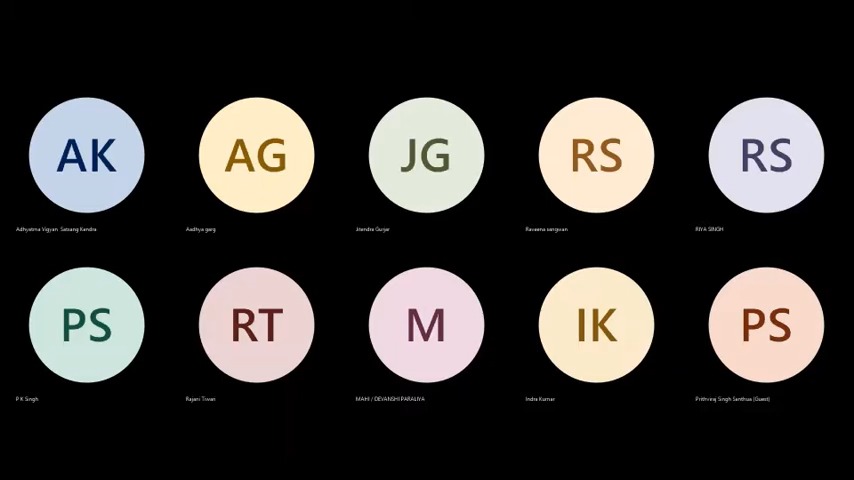 AK
AG
JG
RS
RS
Adhyatma Vigyan Satsang Kendra
Aadhya garg
Jitendra Gurjar
Raveena sangwan
RIYA SINGH
PS
RT
M
IK
PS
P K Singh
Rajani Tiwari
MAHI / DEVANSHI PARALIYA
Indra Kumar
Prithviraj Singh Santhua (Guest)